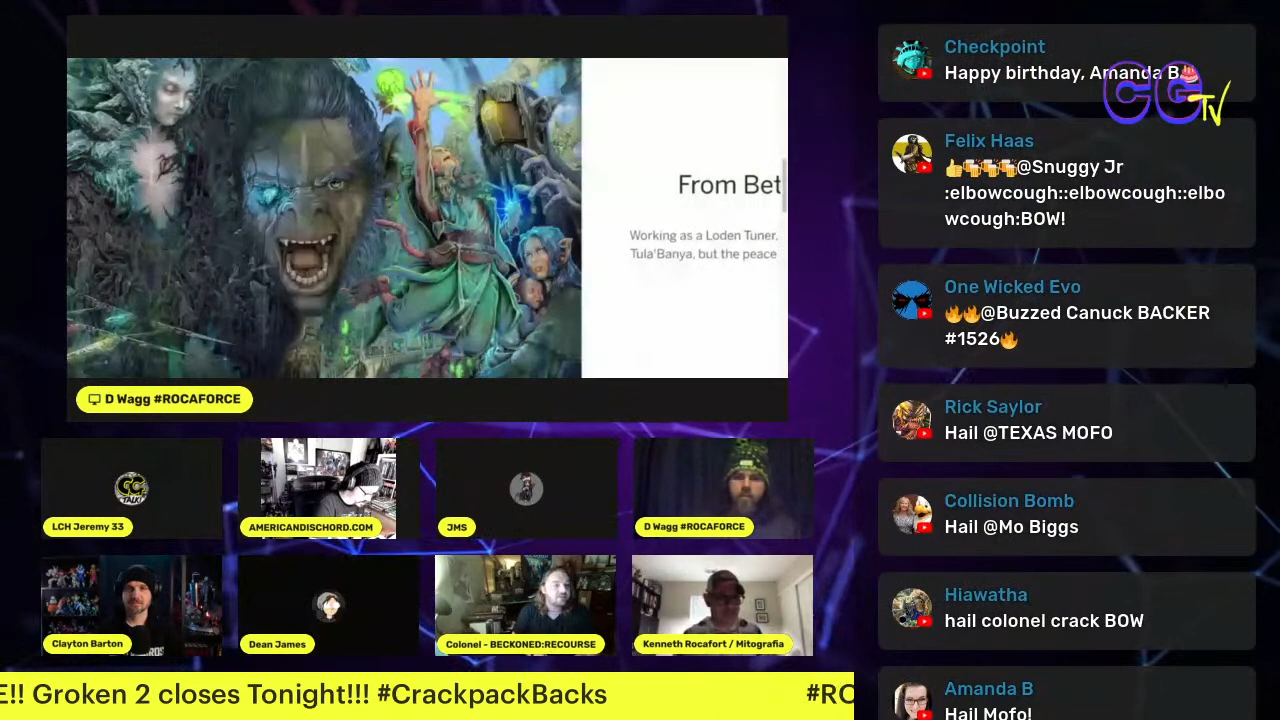 From Bet
Working as a Loden Tuner.
Tula'Banya, but the peace
D Wagg #ROCAFORCE
LCH Jeremy 33
AMERICANDISCHORD.COM
JMS
D Wagg #ROCAFORCE
Clayton Barton
Dean James
Colonel - BECKONED:RECOURSE
Kenneth Rocafort / Mitografia
E!! Groken 2 closes Tonight!!! #CrackpackBacks
#RO
Checkpoint
Happy birthday, Amanda B🎂
CG TV
Felix Haas
👍🍻🍻🍻@Snuggy Jr
:elbowcough::elbowcough::elbo
wcough:BOW!
One Wicked Evo
🔥🔥@Buzzed Canuck BACKER
#1526🔥
Rick Saylor
Hail @TEXAS MOFO
Collision Bomb
Hail @Mo Biggs
Hiawatha
hail colonel crack BOW
Amanda B
Hail Mofo!